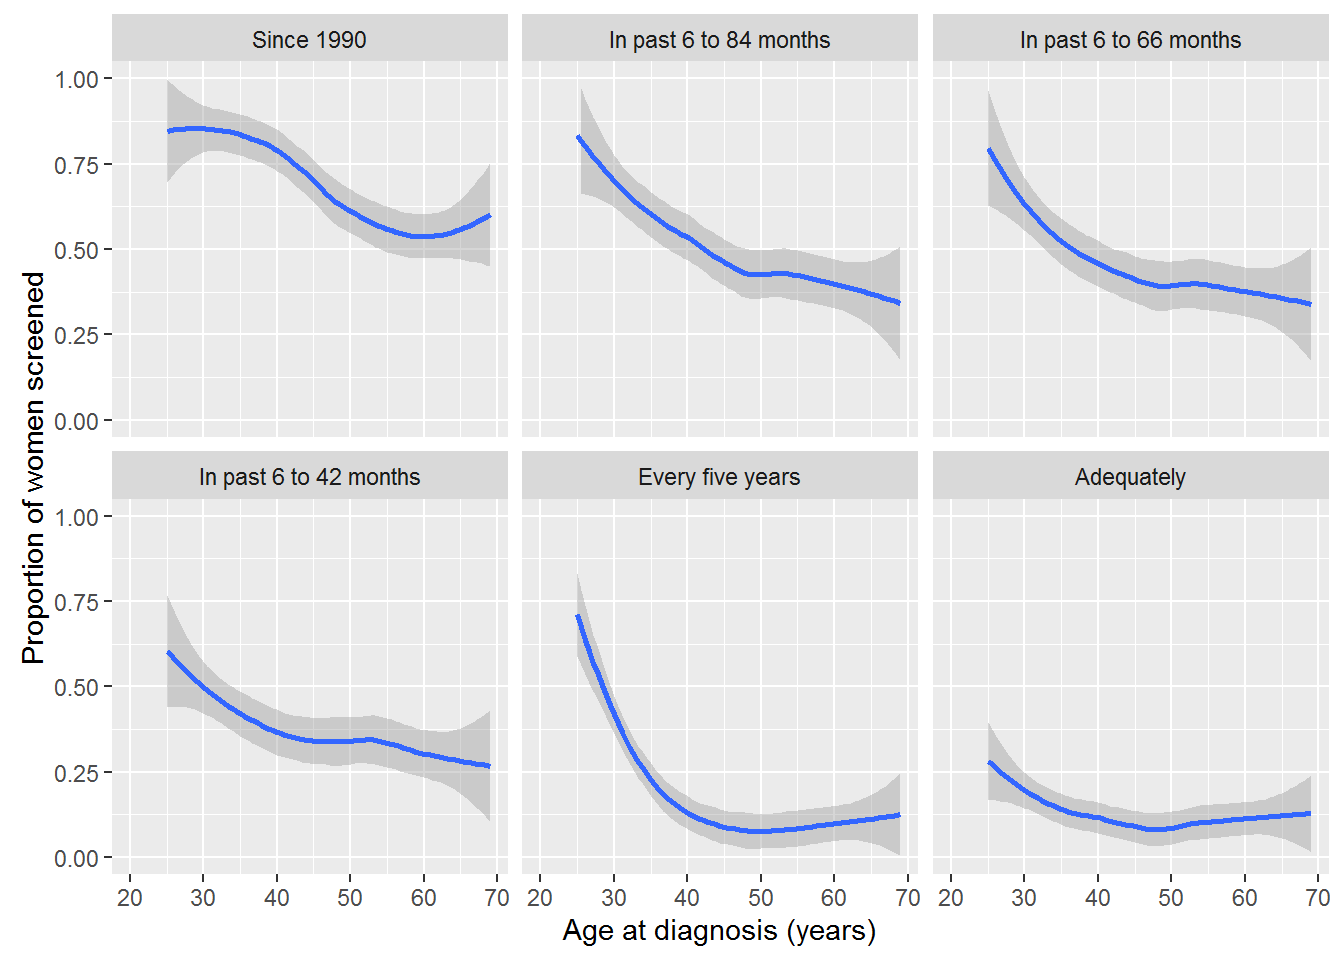 Since 1990
In past 6 to 84 months
In past 6 to 66 months
1.00
0.75
0.50
0.25
0.00
Proportion of women screened
In past 6 to 42 months
Every five years
Adequately
1.00
0.75
0.50
0.25
0.00
20 30 40 50 60 70
20 30 40 50 60 70
20 30 40 50 60 70
Age at diagnosis (years)